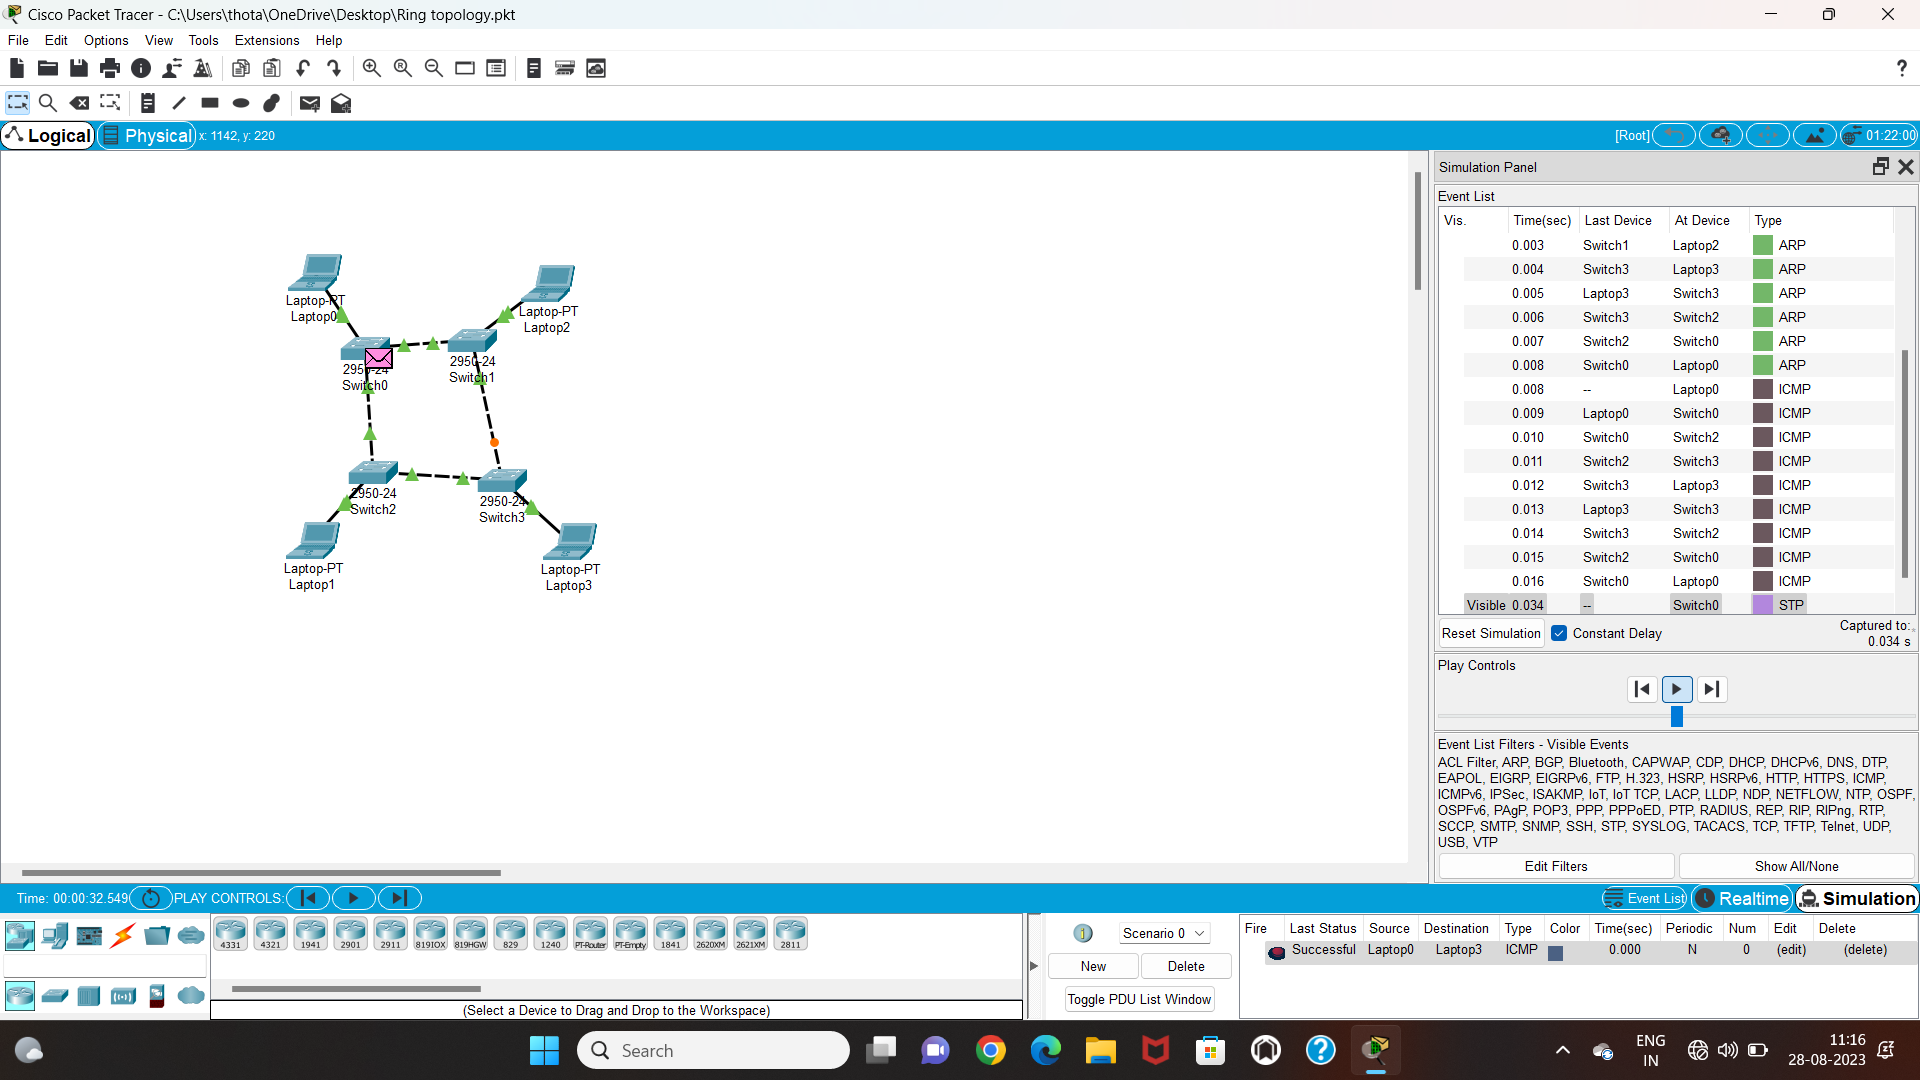 Cisco Packet Tracer - C:\Users\thota\OneDrive\Desktop\Ring topology.pkt
File Edit Options View Tools Extensions Help
?
Logical Physical x: 1142, y: 220 [Root] 01:22:00
Laptop-PT
Laptop0
Laptop-PT
Laptop2
2950-24
Switch0
2950-24
Switch1
2950-24
Switch2
2950-24
Switch3
Laptop-PT
Laptop1
Laptop-PT
Laptop3
Simulation Panel
Event List
Vis. Time(sec) Last Device At Device Type
0.003 Switch1 Laptop2 ARP
0.004 Switch3 Laptop3 ARP
0.005 Laptop3 Switch3 ARP
0.006 Switch3 Switch2 ARP
0.007 Switch2 Switch0 ARP
0.008 Switch0 Laptop0 ARP
0.008 -- Laptop0 ICMP
0.009 Laptop0 Switch0 ICMP
0.010 Switch0 Switch2 ICMP
0.011 Switch2 Switch3 ICMP
0.012 Switch3 Laptop3 ICMP
0.013 Laptop3 Switch3 ICMP
0.014 Switch3 Switch2 ICMP
0.015 Switch2 Switch0 ICMP
0.016 Switch0 Laptop0 ICMP
Visible 0.034 -- Switch0 STP
Reset Simulation Constant Delay Captured to:
0.034 s
Play Controls
Event List Filters - Visible Events
ACL Filter, ARP, BGP, Bluetooth, CAPWAP, CDP, DHCP, DHCPv6, DNS, DTP,
EAPOL, EIGRP, EIGRPv6, FTP, H.323, HSRP, HSRPv6, HTTP, HTTPS, ICMP,
ICMPv6, IPSec, ISAKMP, IoT, IoT TCP, LACP, LLDP, NDP, NETFLOW, NTP, OSPF,
OSPFv6, PAgP, POP3, PPP, PPPoED, PTP, RADIUS, REP, RIP, RIPng, RTP,
SCCP, SMTP, SNMP, SSH, STP, SYSLOG, TACACS, TCP, TFTP, Telnet, UDP,
USB, VTP
Edit Filters Show All/None
Time: 00:00:32.549 PLAY CONTROLS: Event List Realtime Simulation
4331 4321 1941 2901 2911 819IOX 819HGW 829 1240 PT-Router PT-Empty 1841 2620XM 2621XM 2811
(Select a Device to Drag and Drop to the Workspace)
1 Scenario 0
New Delete
Toggle PDU List Window
Fire Last Status Source Destination Type Color Time(sec) Periodic Num Edit Delete
Successful Laptop0 Laptop3 ICMP 0.000 N 0 (edit) (delete)
Search
ENG
IN
11:16
28-08-2023